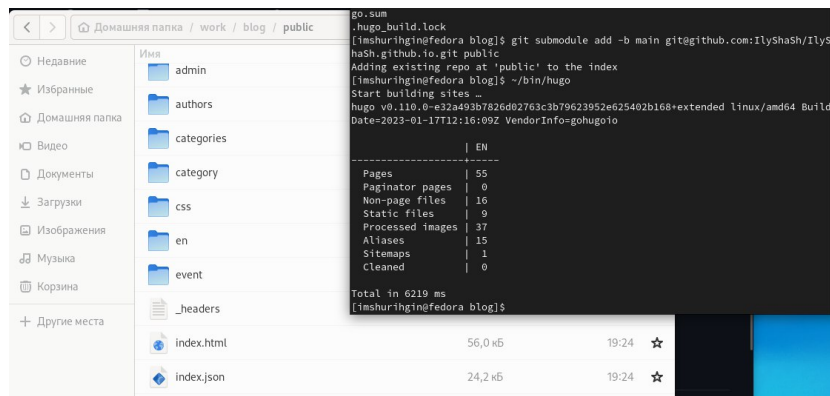 Домашняя папка / work / blog / public
Недавние
Избранные
Домашняя папка
Видео
Документы
Загрузки
Изображения
Музыка
Корзина
+ Другие места
Имя
admin
authors
categories
category
css
en
event
_headers
index.html 56,0 кБ 19:24
index.json 24,2 кБ 19:24
go.sum
.hugo_build.lock
[imshurihgin@fedora blog]$ git submodule add -b main git@github.com:IlyShaSh/IlyS
haSh.github.io.git public
Adding existing repo at 'public' to the index
[imshurihgin@fedora blog]$ ~/bin/hugo
Start building sites …
hugo v0.110.0-e32a493b7826d02763c3b79623952e625402b168+extended linux/amd64 Build
Date=2023-01-17T12:16:09Z VendorInfo=gohugoio
| EN
-------------------+-----
Pages | 55
Paginator pages | 0
Non-page files | 16
Static files | 9
Processed images | 37
Aliases | 15
Sitemaps | 1
Cleaned | 0
Total in 6219 ms
[imshurihgin@fedora blog]$